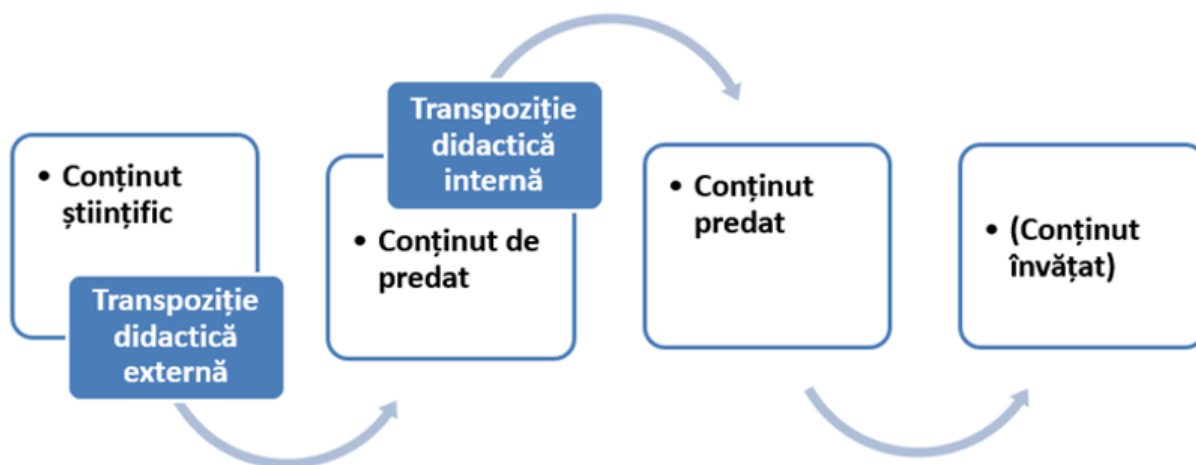 • Conținut
științific
Transpoziție
didactică
externă
Transpoziție
didactică
internă
• Conținut de
predat
• Conținut
predat
• (Conținut
învățat)